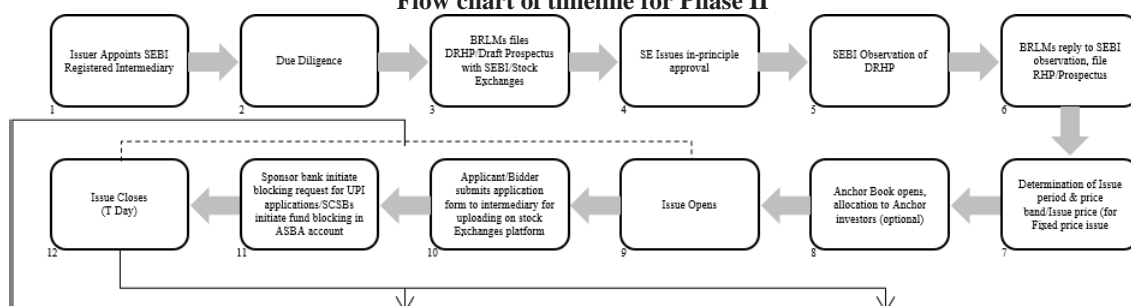 Flow chart of timeline for Phase II
Issuer Appoints SEBI
Registered Intermediary
1
Due Diligence
2
BRLMs files
DRHP/Draft Prospectus
with SEBI/Stock
Exchanges
3
SE Issues in-principle
approval
4
SEBI Observation of
DRHP
5
BRLMs reply to SEBI
observation, file
RHP/Prospectus
6
Determination of Issue
period & price
band/Issue price (for
Fixed price issue
7
Anchor Book opens,
allocation to Anchor
investors (optional)
8
Issue Opens
9
Applicant/Bidder
submits application
form to intermediary for
uploading on stock
Exchanges platform
10
Sponsor bank initiate
blocking request for UPI
applications/SCSBs
initiate fund blocking in
ASBA account
11
Issue Closes
(T Day)
12